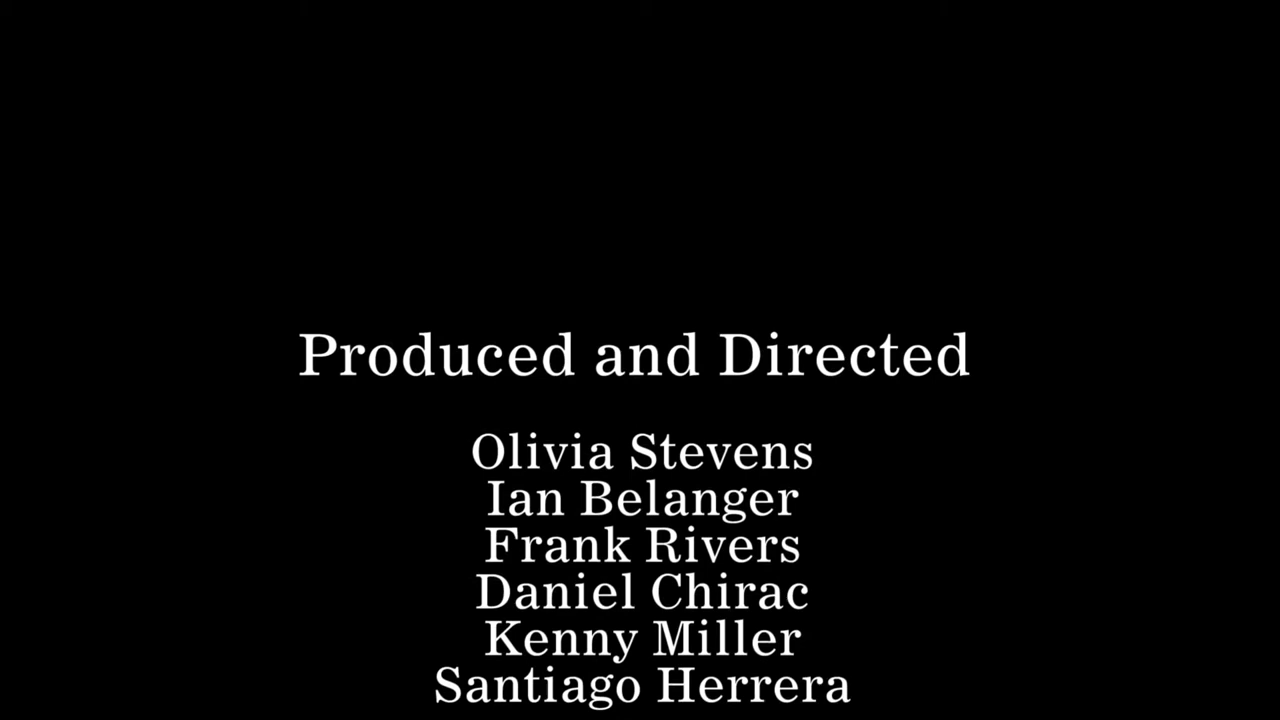 Produced and Directed
Olivia Stevens
Ian Belanger
Frank Rivers
Daniel Chirac
Kenny Miller
Santiago Herrera